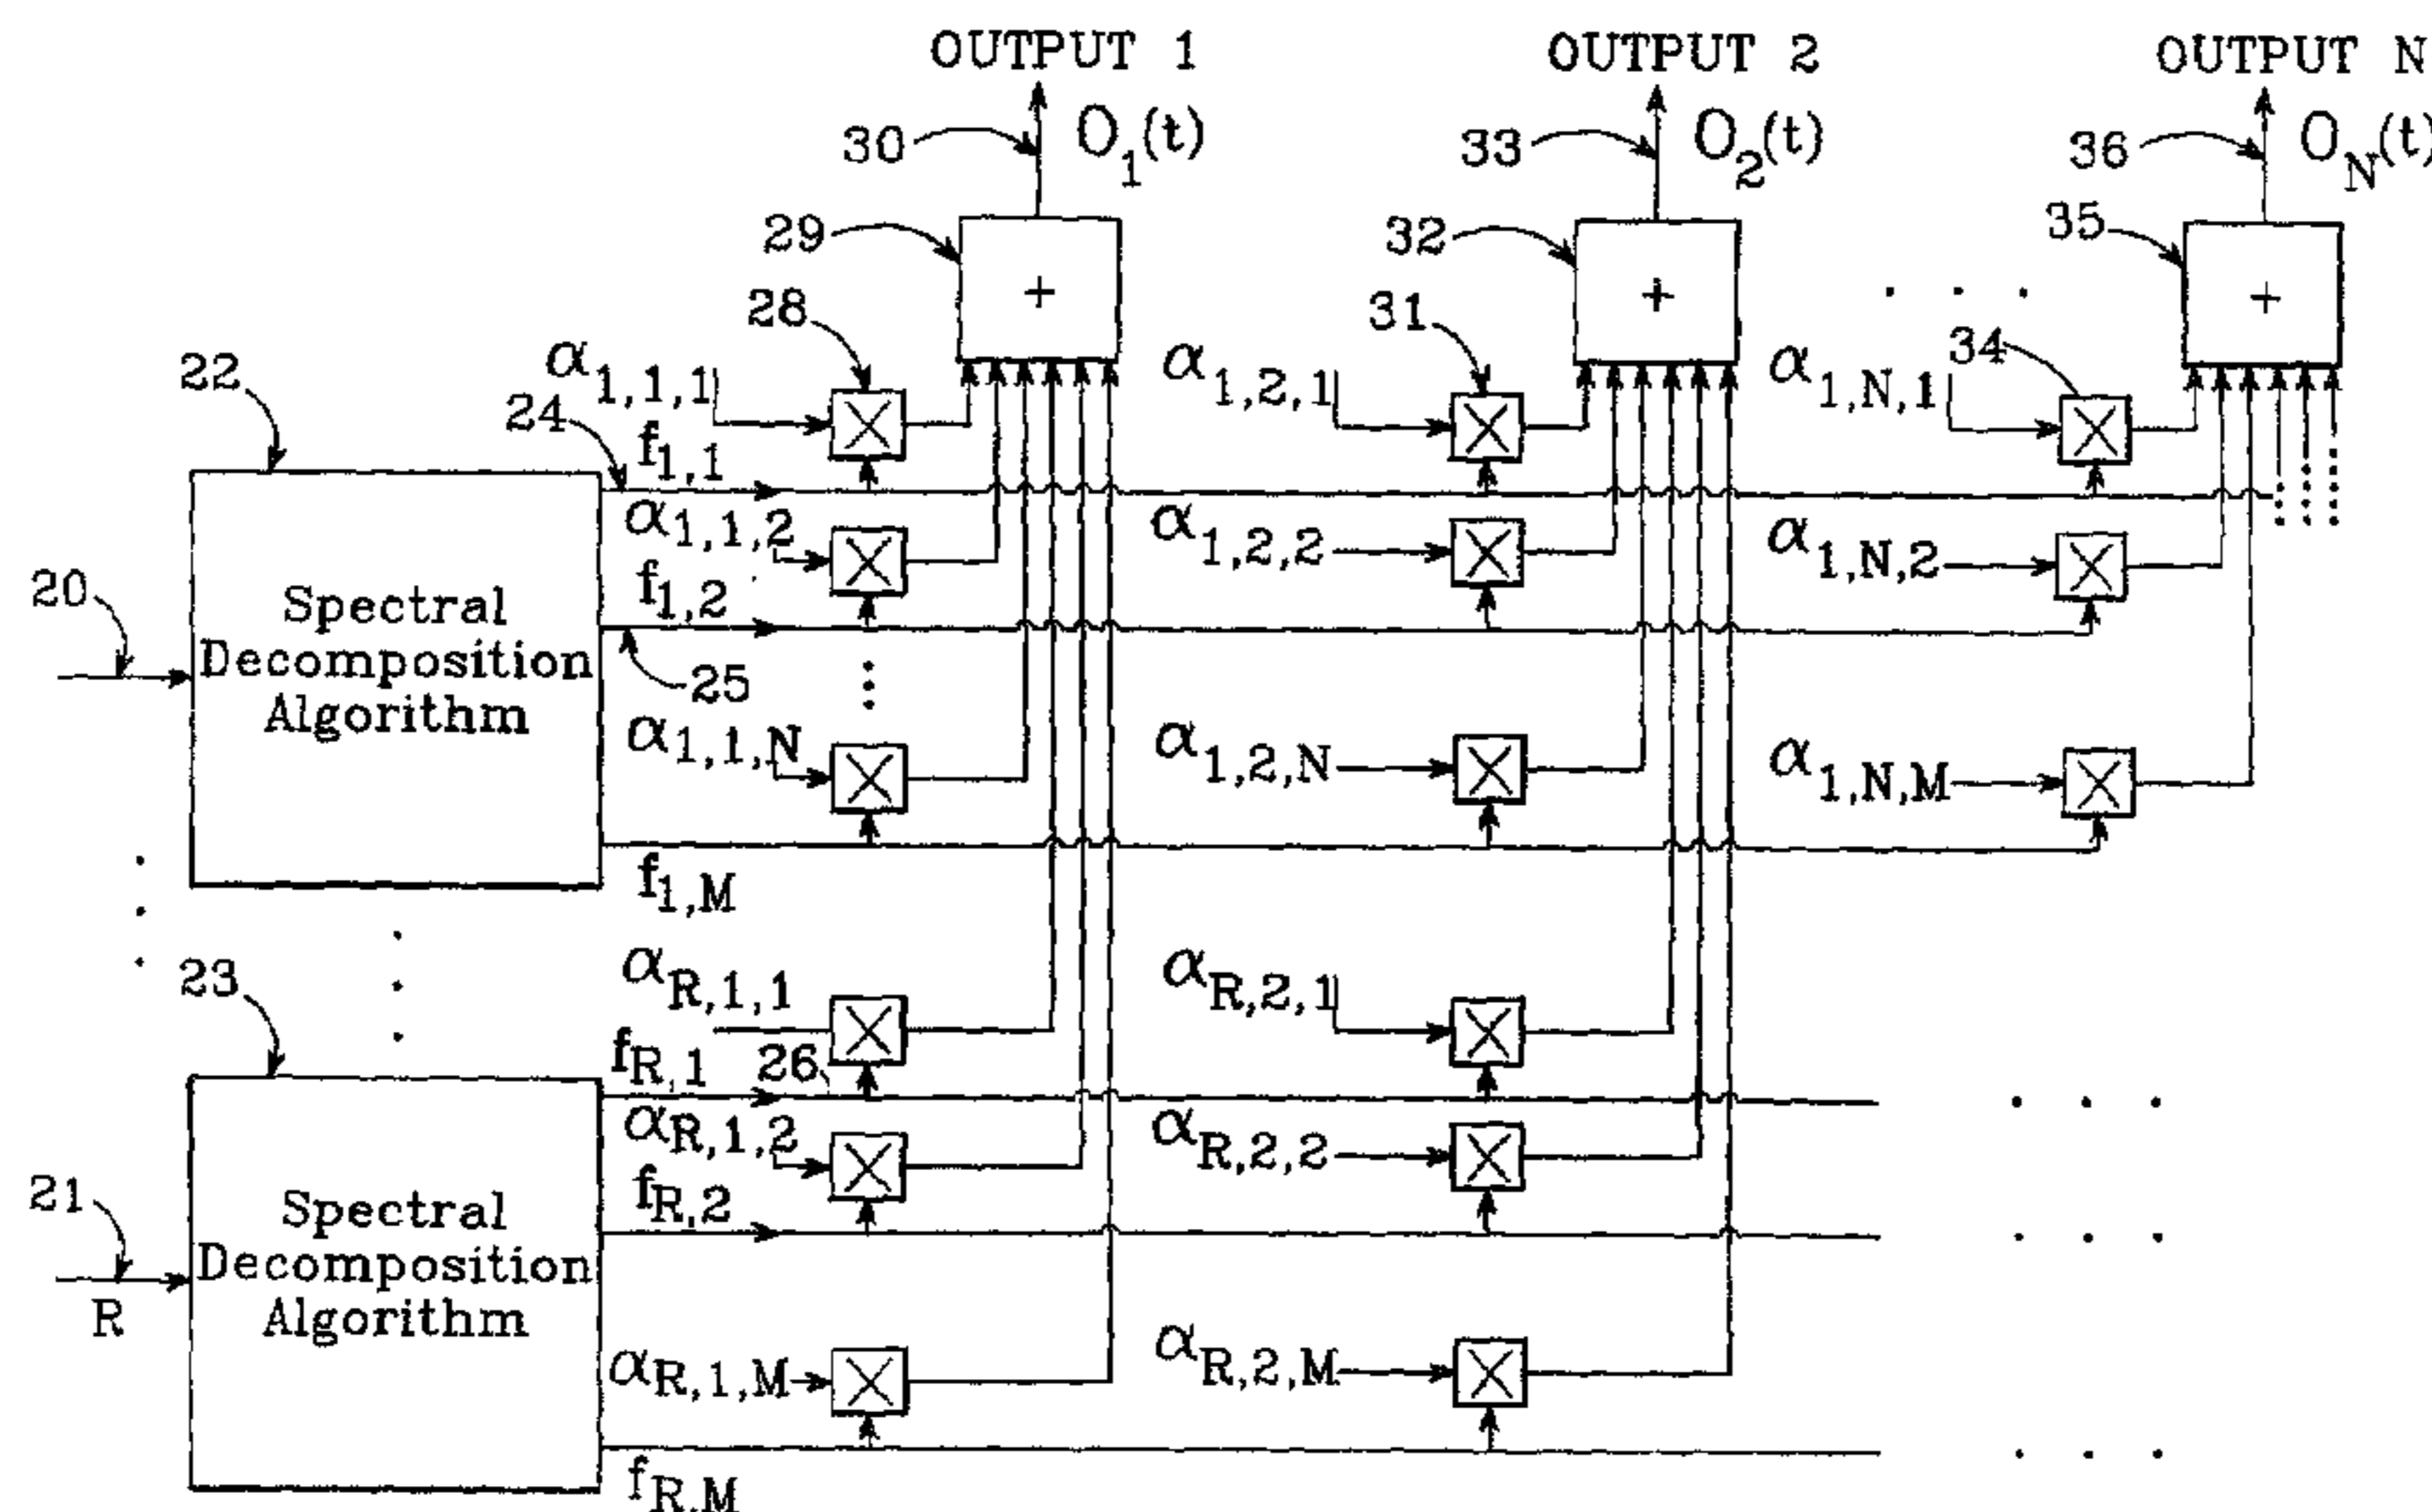 OUTPUT 1 OUTPUT 2 OUTPUT N
30 O1(t) 33 O2(t) 36 ON(t)
29 + 32 + 35 +
28 31 34
22 α1,1,1 α1,2,1 α1,N,1
24 f1,1
α1,1,2 α1,2,2 α1,N,2
20 f1,2
Spectral
Decomposition
Algorithm
25
α1,1,N α1,2,N α1,N,M
f1,M
23 αR,1,1 αR,2,1
fR,1 26
αR,1,2 αR,2,2
21 fR,2
Spectral
Decomposition
Algorithm
R
αR,1,M αR,2,M
fR,M